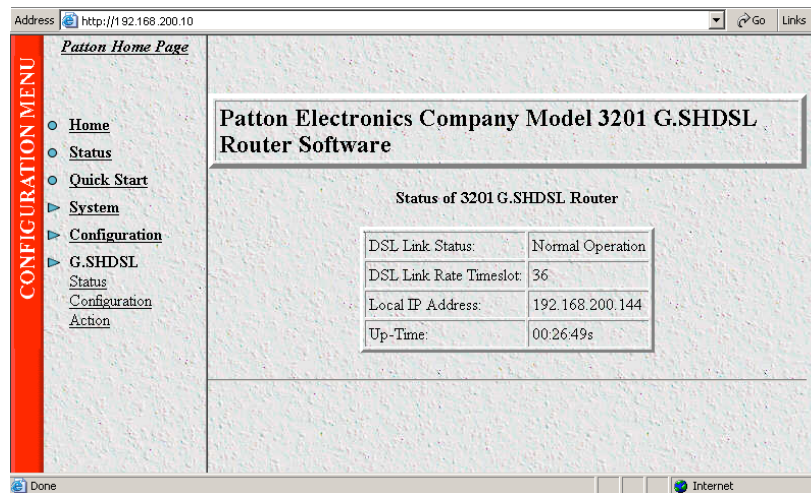 Address http://192.168.200.10 Go Links
CONFIGURATION MENU
Patton Home Page
Home
Status
Quick Start
System
Configuration
G.SHDSL
Status
Configuration
Action
Patton Electronics Company Model 3201 G.SHDSL
Router Software
Status of 3201 G.SHDSL Router
DSL Link Status: Normal Operation
DSL Link Rate Timeslot: 36
Local IP Address: 192.168.200.144
Up-Time: 00:26:49s
Done Internet